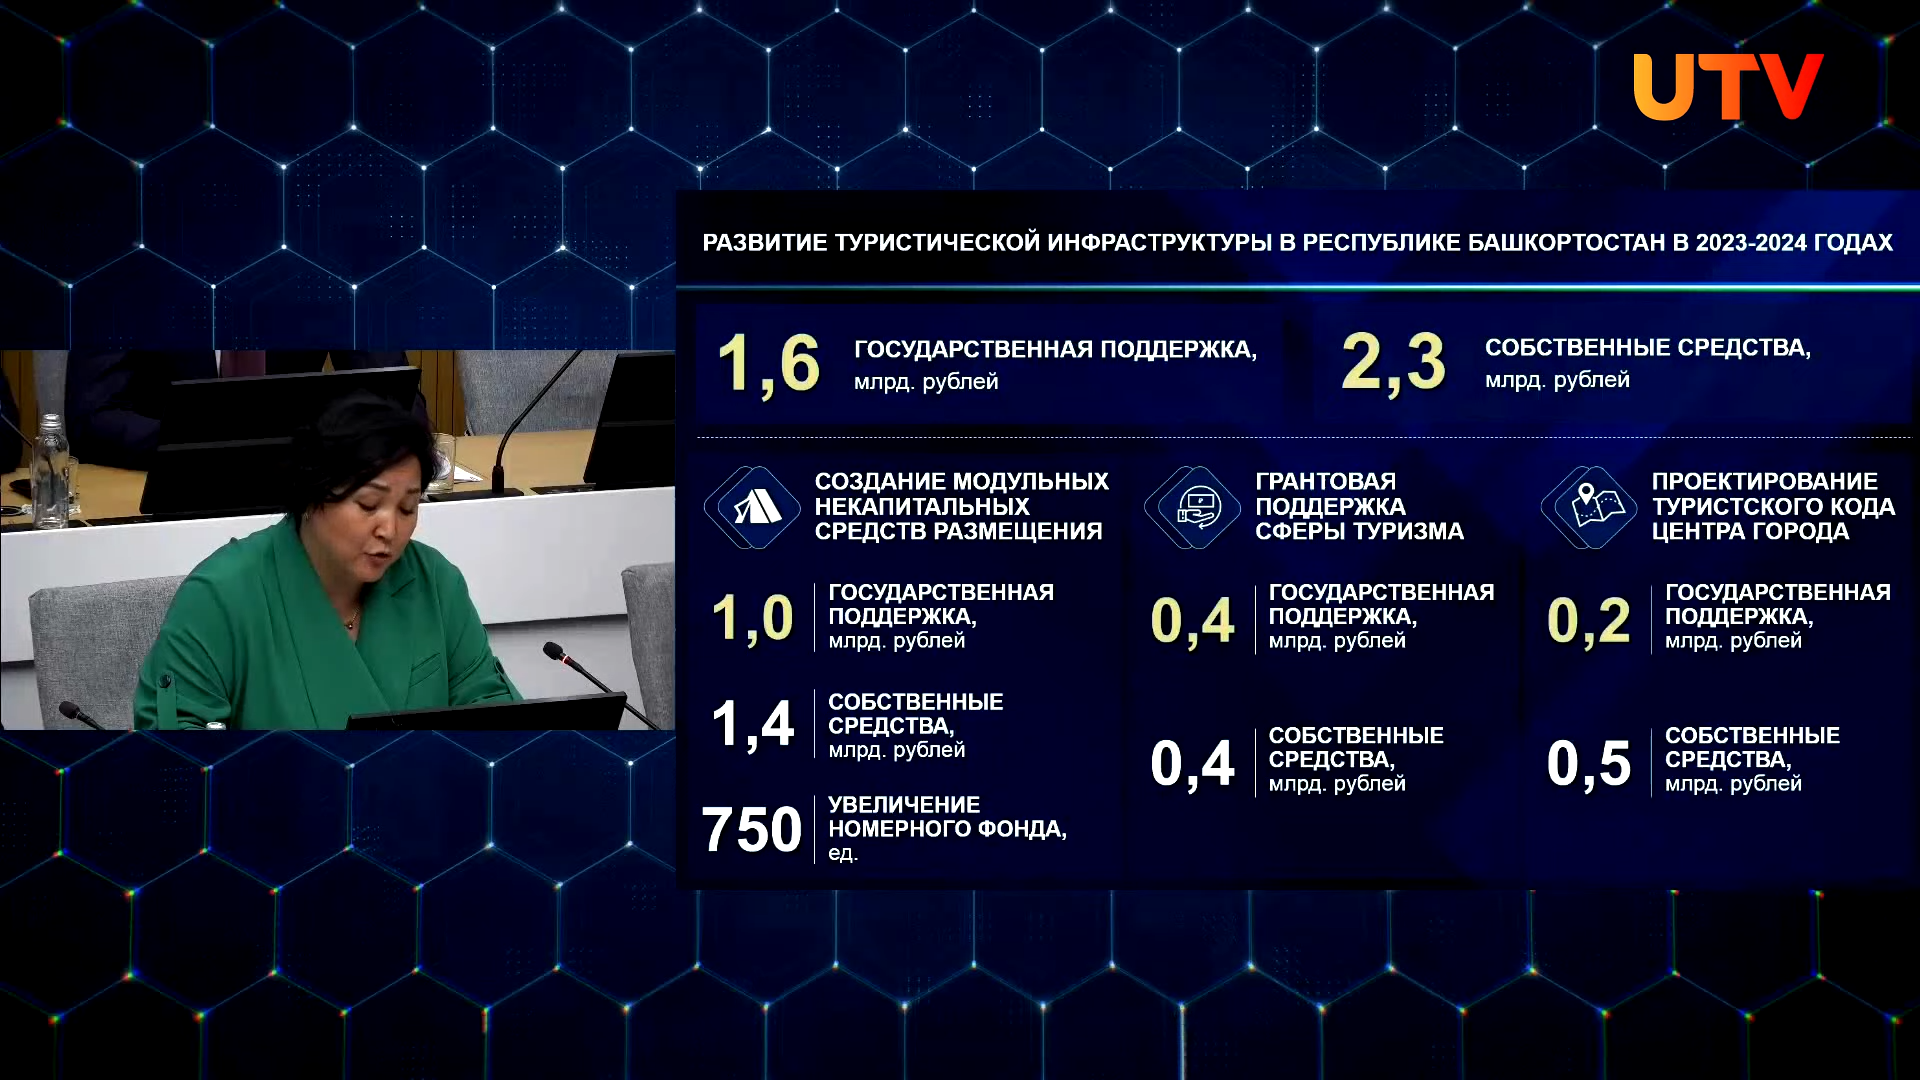 UTV
РАЗВИТИЕ ТУРИСТИЧЕСКОЙ ИНФРАСТРУКТУРЫ В РЕСПУБЛИКЕ БАШКОРТОСТАН В 2023-2024 ГОДАХ
1,6
ГОСУДАРСТВЕННАЯ ПОДДЕРЖКА,
млрд. рублей
2,3
СОБСТВЕННЫЕ СРЕДСТВА,
млрд. рублей
СОЗДАНИЕ МОДУЛЬНЫХ
НЕКАПИТАЛЬНЫХ
СРЕДСТВ РАЗМЕЩЕНИЯ
1,0
ГОСУДАРСТВЕННАЯ
ПОДДЕРЖКА,
млрд. рублей
1,4
СОБСТВЕННЫЕ
СРЕДСТВА,
млрд. рублей
750
УВЕЛИЧЕНИЕ
НОМЕРНОГО ФОНДА,
ед.
ГРАНТОВАЯ
ПОДДЕРЖКА
СФЕРЫ ТУРИЗМА
0,4
ГОСУДАРСТВЕННАЯ
ПОДДЕРЖКА,
млрд. рублей
0,4
СОБСТВЕННЫЕ
СРЕДСТВА,
млрд. рублей
ПРОЕКТИРОВАНИЕ
ТУРИСТСКОГО КОДА
ЦЕНТРА ГОРОДА
0,2
ГОСУДАРСТВЕННАЯ
ПОДДЕРЖКА,
млрд. рублей
0,5
СОБСТВЕННЫЕ
СРЕДСТВА,
млрд. рублей